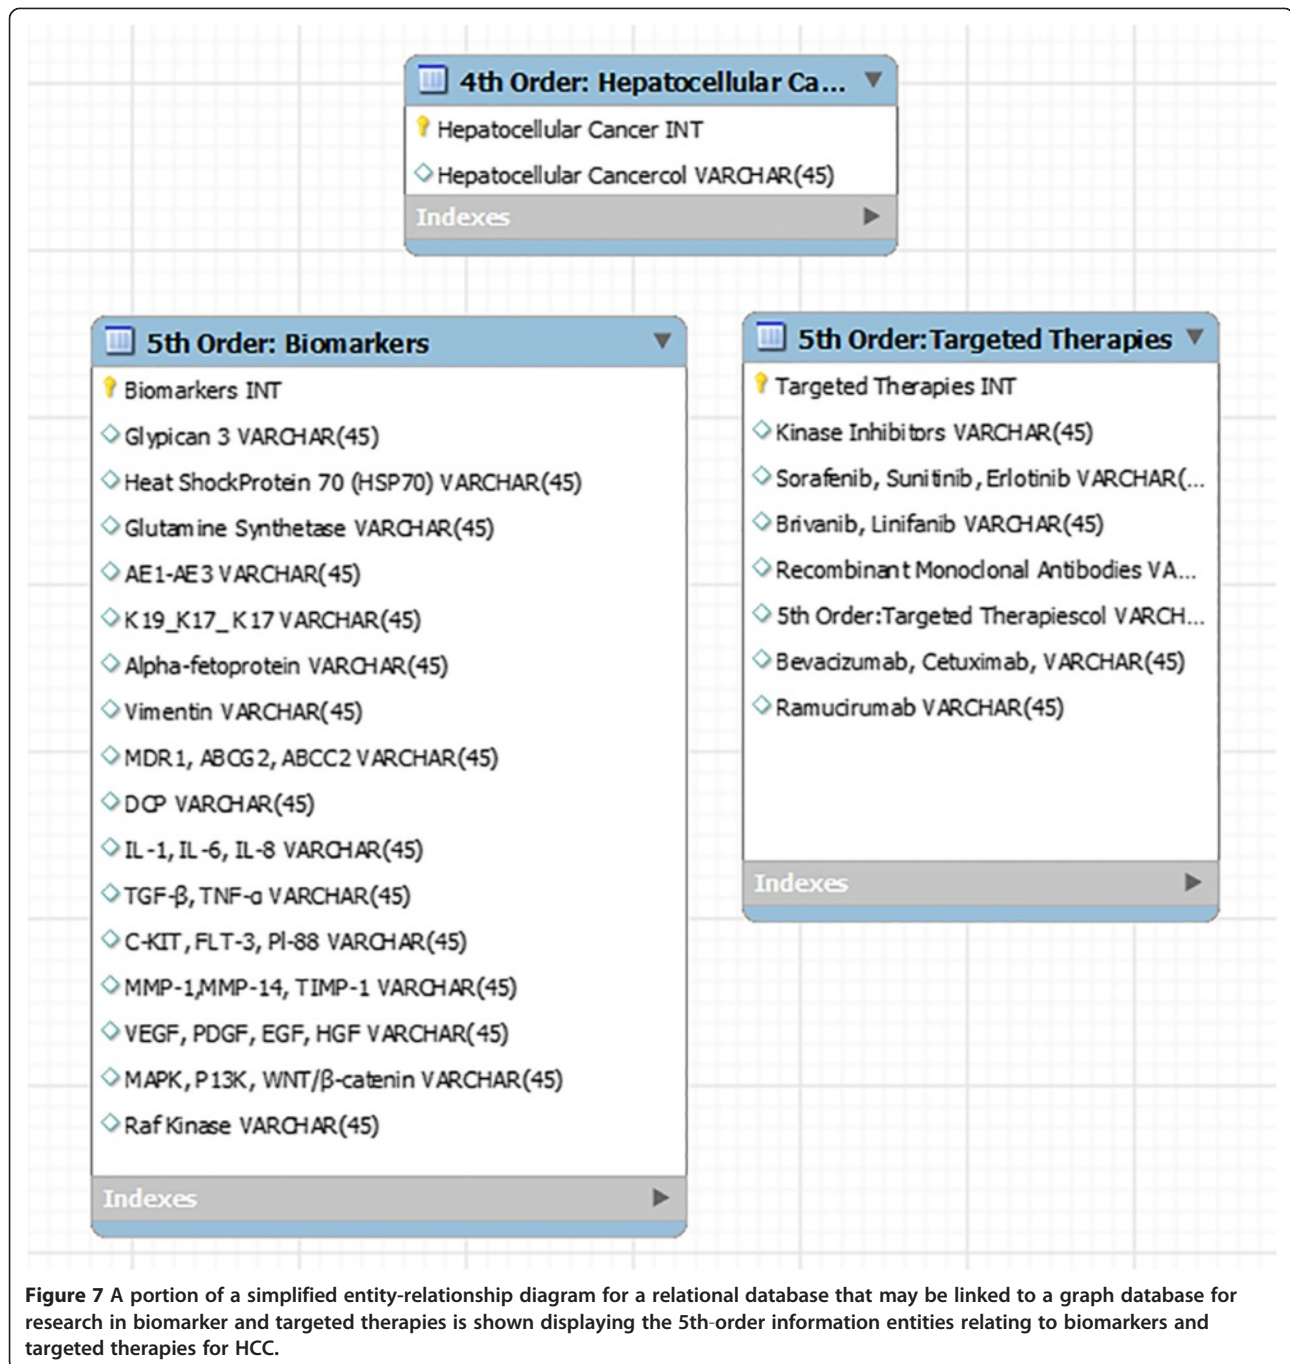 4th Order: Hepatocellular Ca...
Hepatocellular Cancer INT
Hepatocellular Cancercol VARCHAR(45)
Indexes
5th Order: Biomarkers
Biomarkers INT
Glypican 3 VARCHAR(45)
Heat ShockProtein 70 (HSP70) VARCHAR(45)
Glutamine Synthetase VARCHAR(45)
AE1-AE3 VARCHAR(45)
K19_K17_ K17 VARCHAR(45)
Alpha-fetoprotein VARCHAR(45)
Vimentin VARCHAR(45)
MDR1, ABCG2, ABCC2 VARCHAR(45)
DCP VARCHAR(45)
IL-1, IL-6, IL-8 VARCHAR(45)
TGF-β, TNF-α VARCHAR(45)
C-KIT, FLT-3, Pl-88 VARCHAR(45)
MMP-1,MMP-14, TIMP-1 VARCHAR(45)
VEGF, PDGF, EGF, HGF VARCHAR(45)
MAPK, P13K, WNT/β-catenin VARCHAR(45)
Raf Kinase VARCHAR(45)
Indexes
5th Order:Targeted Therapies
Targeted Therapies INT
Kinase Inhibitors VARCHAR(45)
Sorafenib, Sunitinib, Erlotinib VARCHAR(...
Brivanib, Linifanib VARCHAR(45)
Recombinant Monoclonal Antibodies VA...
5th Order:Targeted Therapiescol VARCH...
Bevacizumab, Cetuximab, VARCHAR(45)
Ramucirumab VARCHAR(45)
Indexes
Figure 7 A portion of a simplified entity-relationship diagram for a relational database that may be linked to a graph database for
research in biomarker and targeted therapies is shown displaying the 5th-order information entities relating to biomarkers and
targeted therapies for HCC.